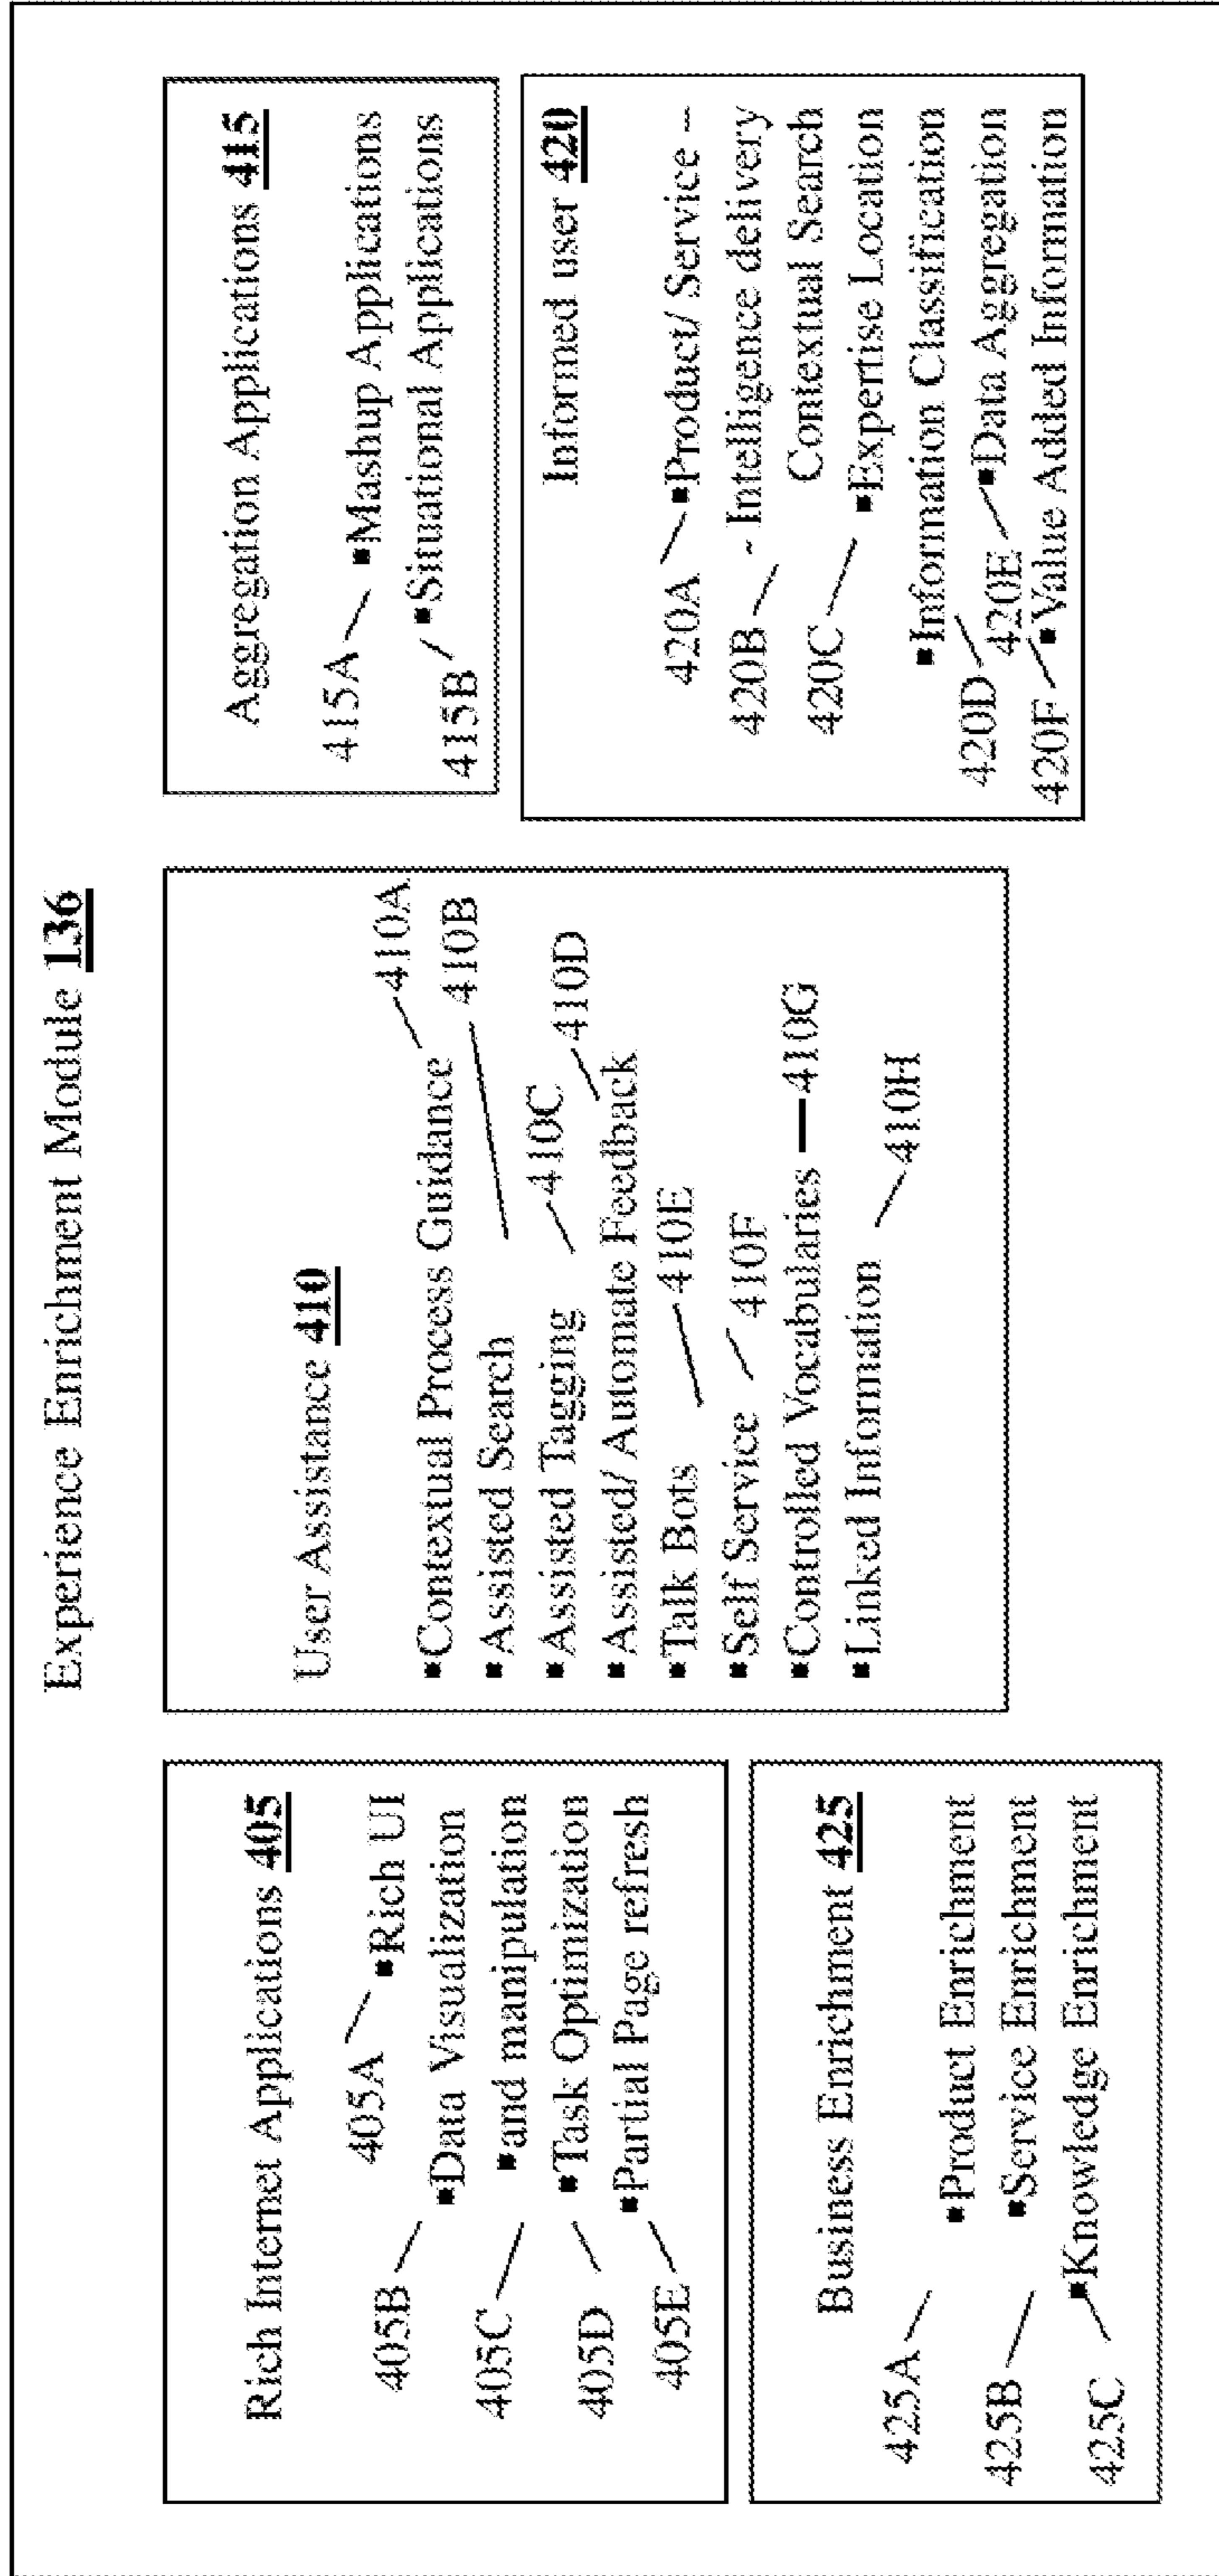 Experience Enrichment Module 136
Rich Internet Applications 405
405A ▪Rich UI
405B ▪Data Visualization
405C ▪and manipulation
405D ▪Task Optimization
405E ▪Partial Page refresh
Business Enrichment 425
425A ▪Product Enrichment
425B ▪Service Enrichment
425C ▪Knowledge Enrichment
User Assistance 410
▪Contextual Process Guidance 410A
▪Assisted Search 410B
▪Assisted Tagging 410C
▪Assisted/ Automate Feedback 410D
▪Talk Bots 410E
▪Self Service 410F
▪Controlled Vocabularies 410G
▪Linked Information 410H
Aggregation Applications 415
415A ▪Mashup Applications
415B ▪Situational Applications
Informed user 420
420A ▪Product/ Service –
420B - Intelligence delivery
Contextual Search
420C ▪Expertise Location
▪Information Classification
420D
420E ▪Data Aggregation
420F ▪Value Added Information